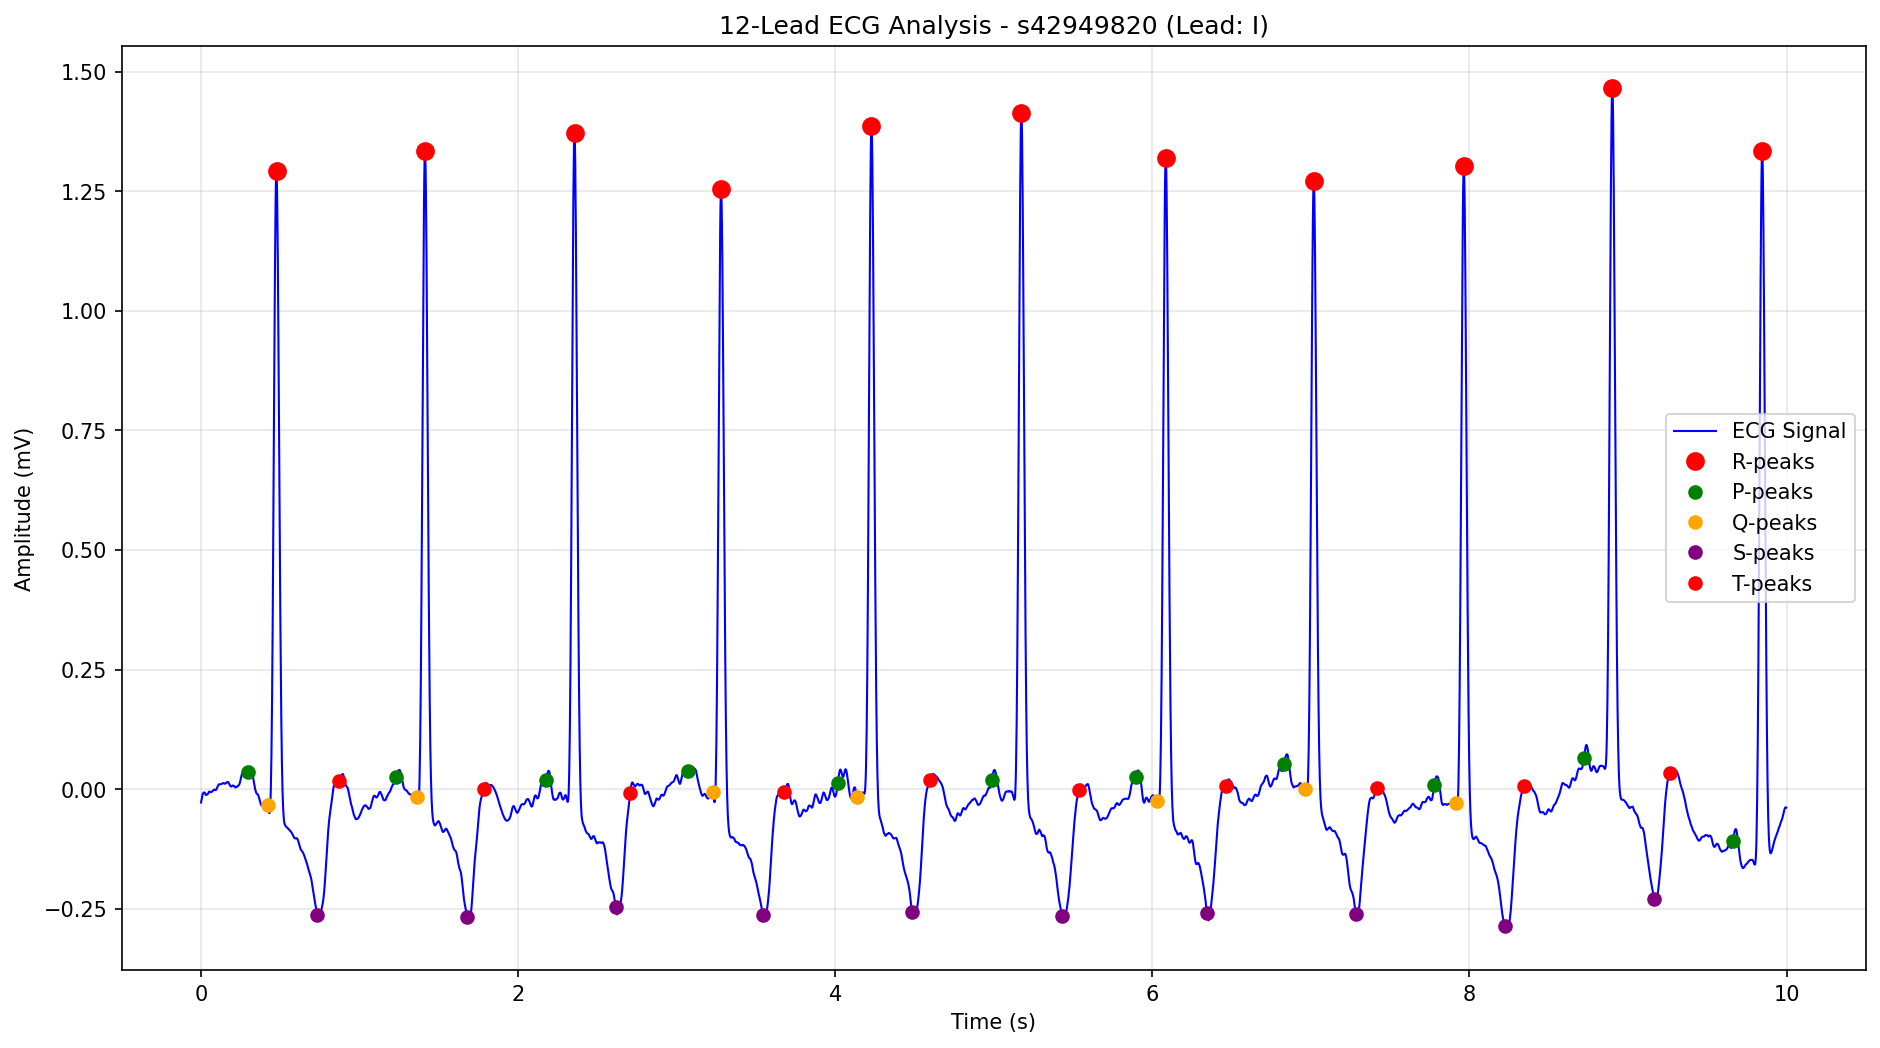 12-Lead ECG Analysis - s42949820 (Lead: I)
1.50
1.25
1.00
0.75
0.50
0.25
0.00
−0.25
Amplitude (mV)
ECG Signal
R-peaks
P-peaks
Q-peaks
S-peaks
T-peaks
0 2 4 6 8 10
Time (s)